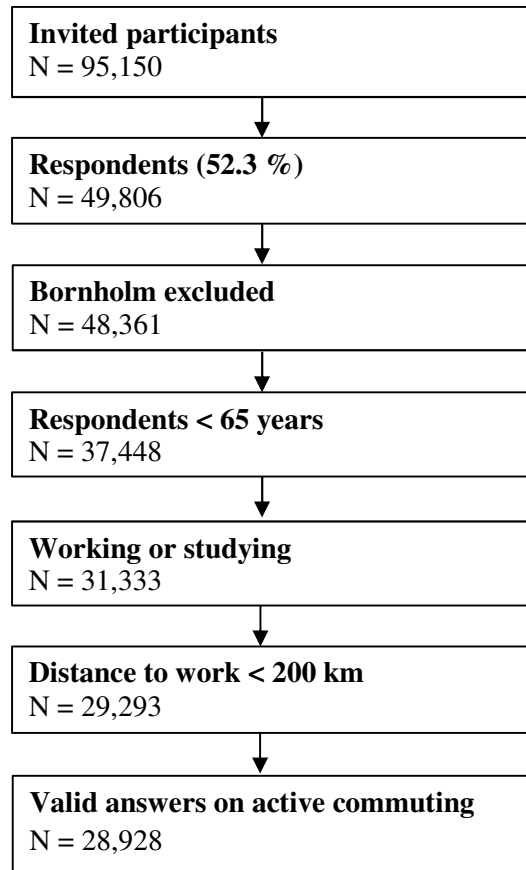 Invited participants
N = 95,150
Respondents (52.3 %)
N = 49,806
Bornholm excluded
N = 48,361
Respondents < 65 years
N = 37,448
Working or studying
N = 31,333
Distance to work < 200 km
N = 29,293
Valid answers on active commuting
N = 28,928